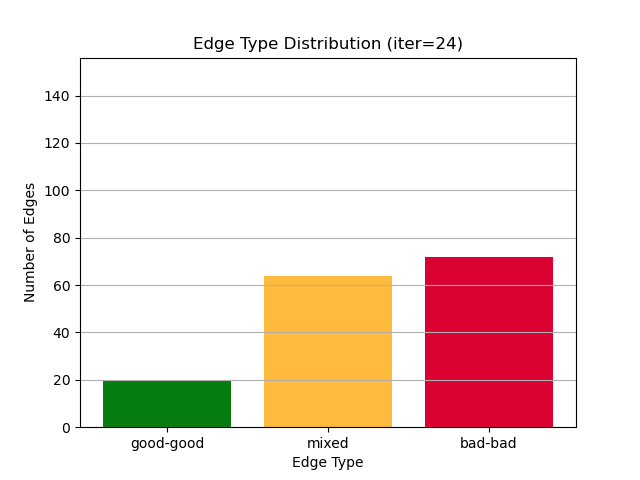 Edge Type Distribution (iter=24)
Number of Edges
140
120
100
80
60
40
20
0
good-good
mixed
bad-bad
Edge Type